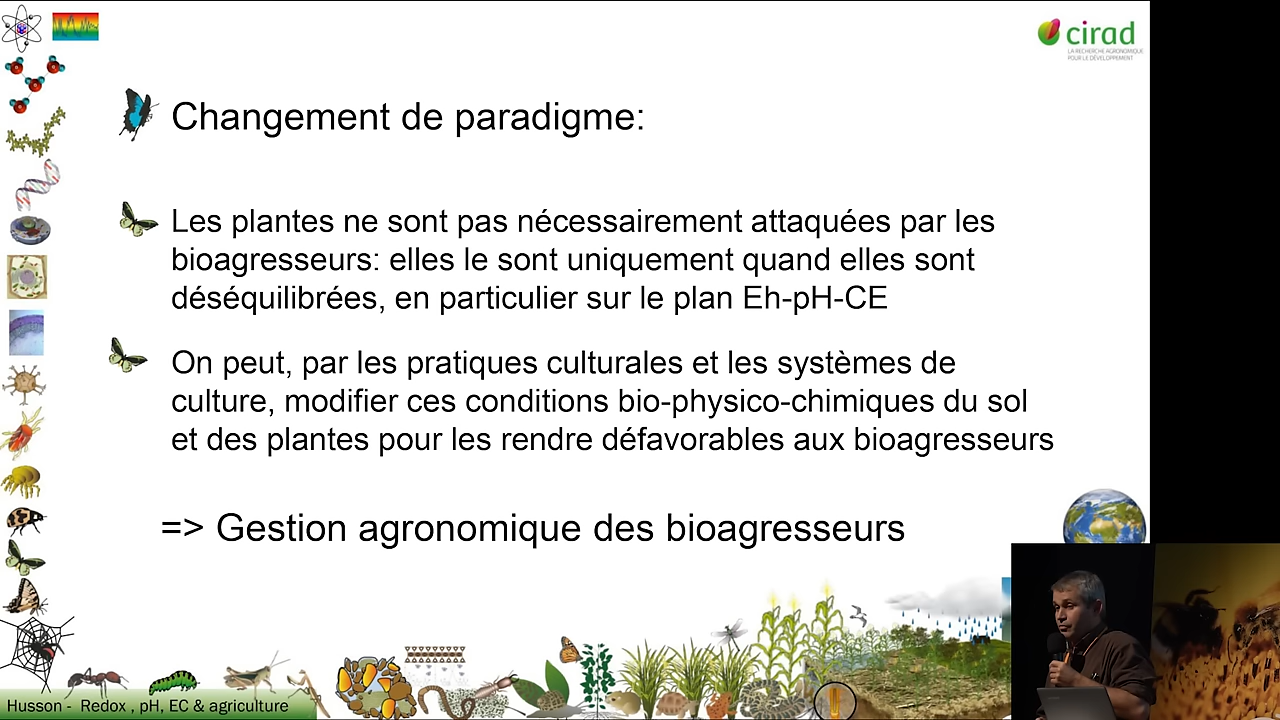 cirad
LA RECHERCHE AGRONOMIQUE
POUR LE DÉVELOPPEMENT
Changement de paradigme:
Les plantes ne sont pas nécessairement attaquées par les
bioagresseurs: elles le sont uniquement quand elles sont
déséquilibrées, en particulier sur le plan Eh-pH-CE
On peut, par les pratiques culturales et les systèmes de
culture, modifier ces conditions bio-physico-chimiques du sol
et des plantes pour les rendre défavorables aux bioagresseurs
=> Gestion agronomique des bioagresseurs
Husson - Redox , pH, EC & agriculture